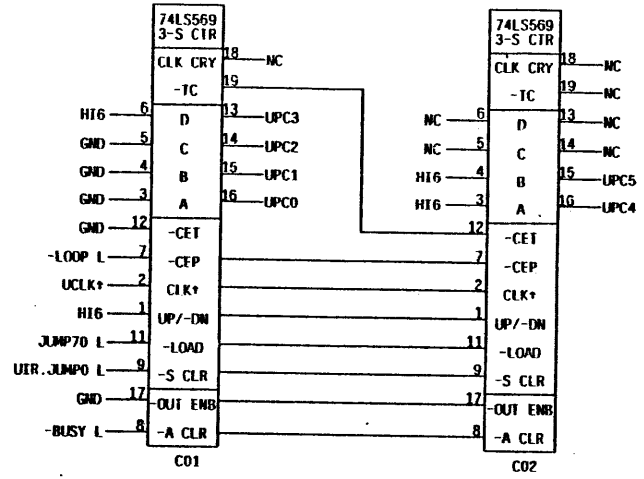 74LS569
3-S CTR
CLK CRY 18 NC
-TC 19
HI6 6 D 13 UPC3
GND 5 C 14 UPC2
GND 4 B 15 UPC1
GND 3 A 16 UPC0
GND 12 -CET
-LOOP L 7 -CEP
UCLK↑ 2 CLK↑
HI6 1 UP/-DN
JUMP70 L 11 -LOAD
UIR.JUMP0 L 9 -S CLR
GND 17 -OUT ENB
-BUSY L 8 -A CLR
C01
74LS569
3-S CTR
CLK CRY 18 NC
-TC 19 NC
NC 6 D 13 NC
NC 5 C 14 NC
HI6 4 B 15 UPC5
HI6 3 A 16 UPC4
12 -CET
7 -CEP
2 CLK↑
1 UP/-DN
11 -LOAD
9 -S CLR
17 -OUT ENB
8 -A CLR
C02